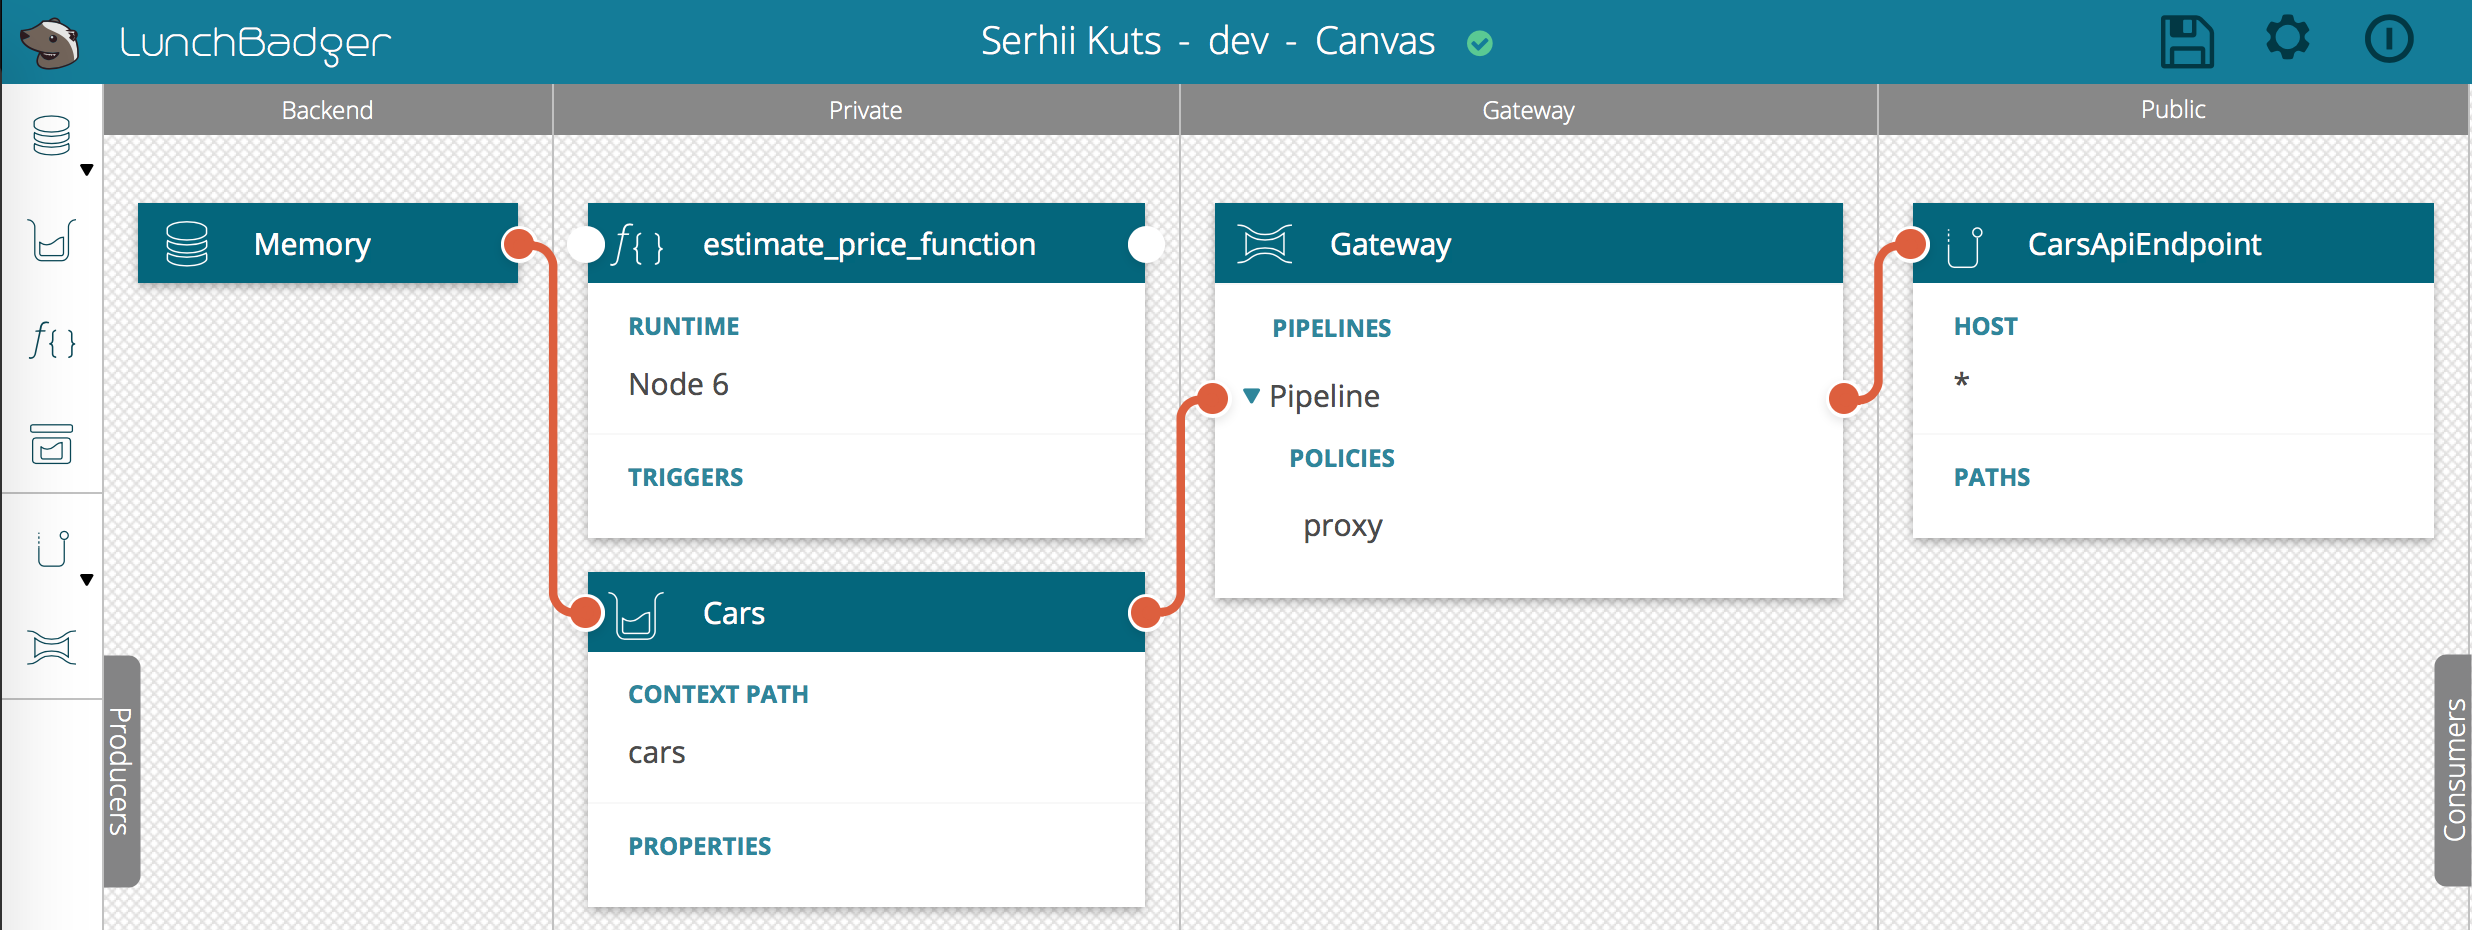 LunchBadger
Serhii Kuts - dev - Canvas
Backend
Private
Gateway
Public
Memory
f{ } estimate_price_function
RUNTIME
Node 6
TRIGGERS
Cars
CONTEXT PATH
cars
PROPERTIES
Gateway
PIPELINES
Pipeline
POLICIES
proxy
CarsApiEndpoint
HOST
*
PATHS
f{ }
Producers
Consumers